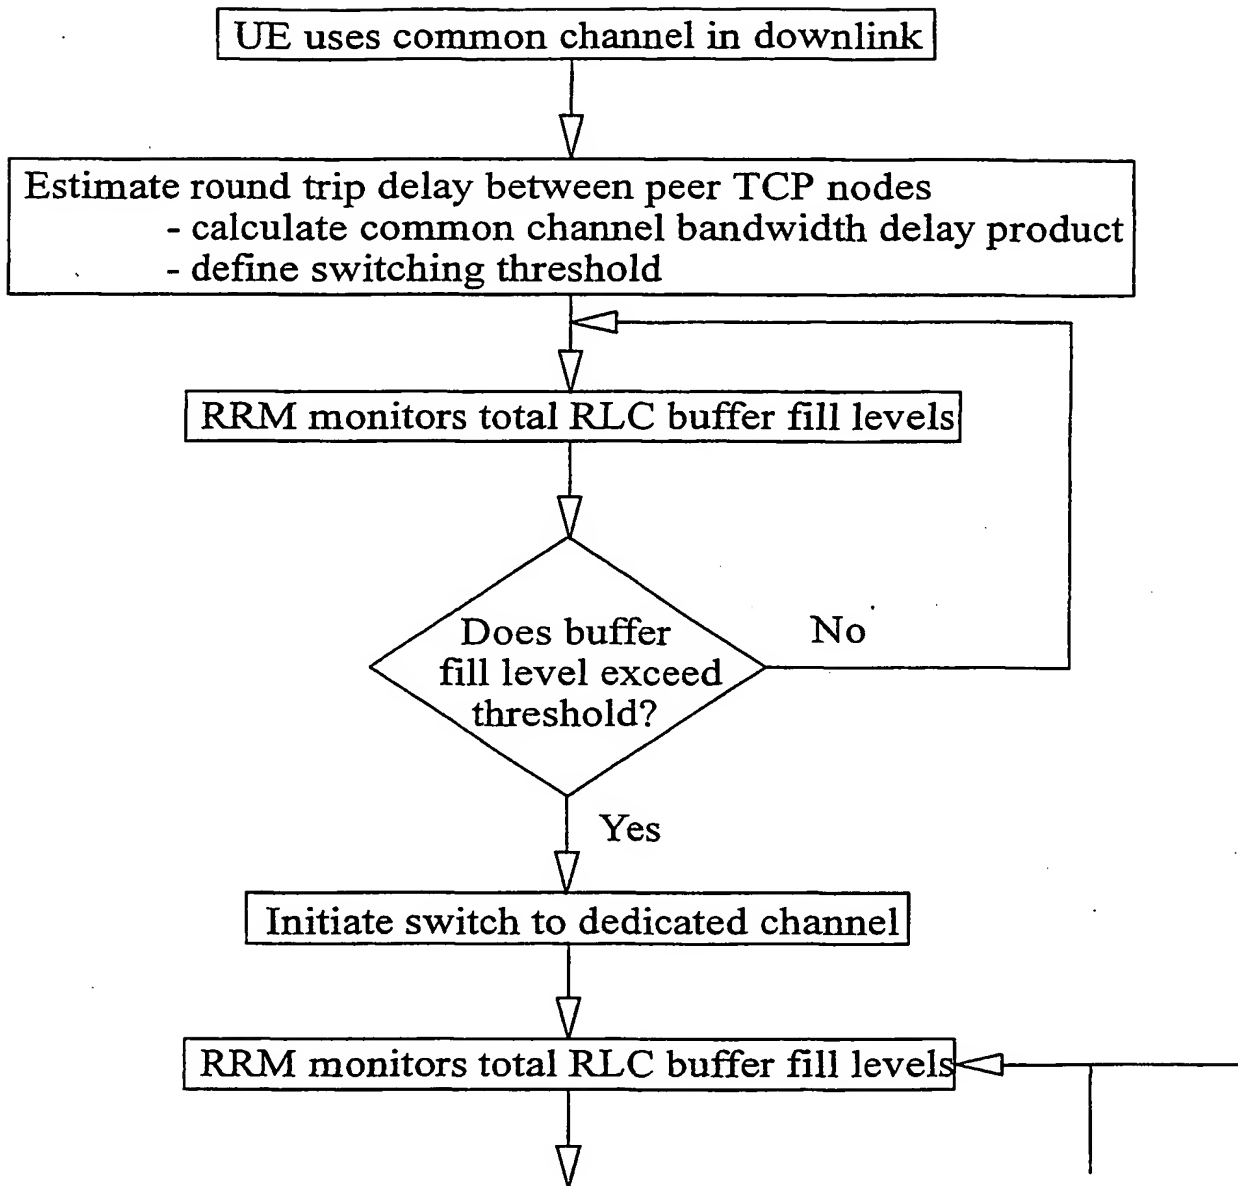 UE uses common channel in downlink
Estimate round trip delay between peer TCP nodes
- calculate common channel bandwidth delay product
- define switching threshold
RRM monitors total RLC buffer fill levels
Does buffer
fill level exceed
threshold?
No
Yes
Initiate switch to dedicated channel
RRM monitors total RLC buffer fill levels